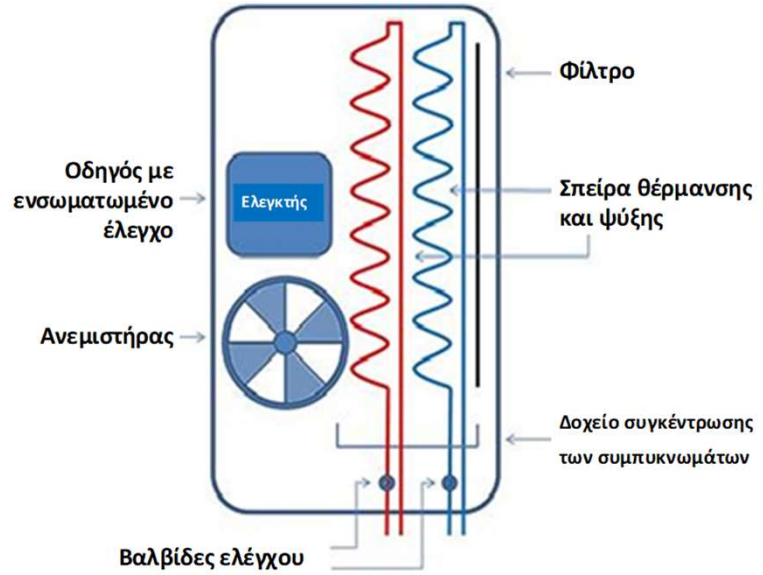 Φίλτρο
Οδηγός με
ενσωματωμένο
έλεγχο
Ελεγκτής
Σπείρα θέρμανσης
και ψύξης
Ανεμιστήρας
Δοχείο συγκέντρωσης
των συμπυκνωμάτων
Βαλβίδες ελέγχου